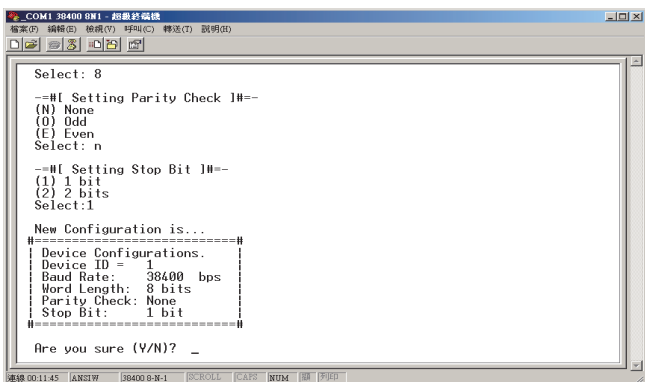 _COM1 38400 8N1 - 超級終端機
檔案(F) 編輯(E) 檢視(V) 呼叫(C) 轉送(T) 說明(H)
Select: 8
-=#[ Setting Parity Check ]#=-
(N) None
(O) Odd
(E) Even
Select: n
-=#[ Setting Stop Bit ]#=-
(1) 1 bit
(2) 2 bits
Select:1
New Configuration is...
#===========================#
| Device Configurations. |
| Device ID = 1 |
| Baud Rate: 38400 bps |
| Word Length: 8 bits |
| Parity Check: None |
| Stop Bit: 1 bit |
#===========================#
Are you sure (Y/N)? _
連線 00:11:45 ANSIW 38400 8-N-1 SCROLL CAPS NUM 擷 列印